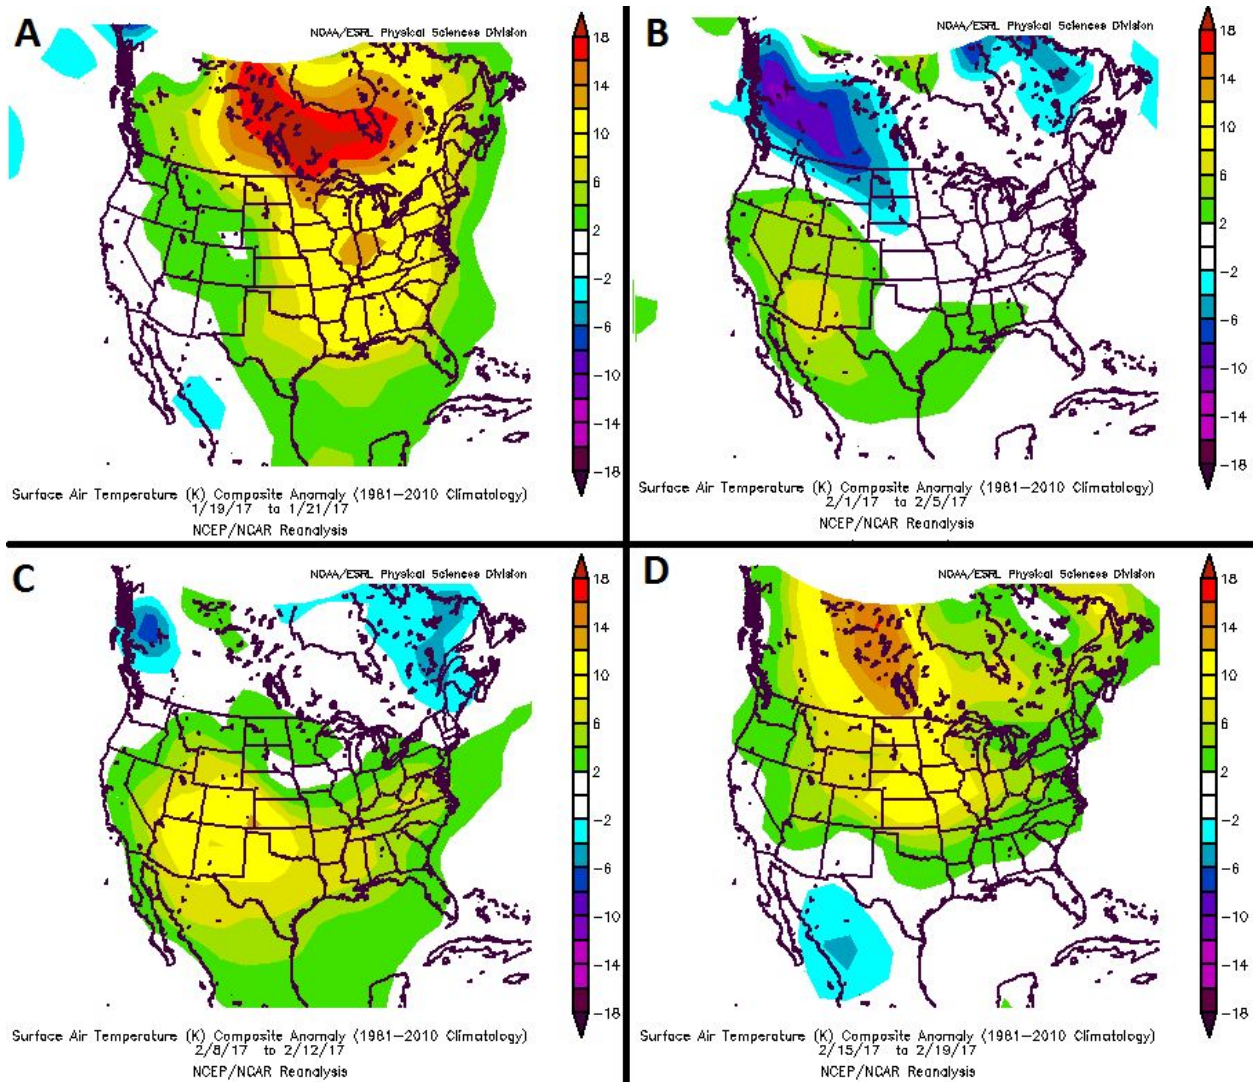 A
NOAA/ESRL Physical Sciences Division
18
14
10
6
2
-2
-6
-10
-14
-18
Surface Air Temperature (K) Composite Anomaly (1981-2010 Climatology)
1/19/17 to 1/21/17
NCEP/NCAR Reanalysis
B
NOAA/ESRL Physical Sciences Division
18
14
10
6
2
-2
-6
-10
-14
-18
Surface Air Temperature (K) Composite Anomaly (1981-2010 Climatology)
2/1/17 to 2/5/17
NCEP/NCAR Reanalysis
C
NOAA/ESRL Physical Sciences Division
18
14
10
6
2
-2
-6
-10
-14
-18
Surface Air Temperature (K) Composite Anomaly (1981-2010 Climatology)
2/8/17 to 2/12/17
NCEP/NCAR Reanalysis
D
NOAA/ESRL Physical Sciences Division
18
14
10
6
2
-2
-6
-10
-14
-18
Surface Air Temperature (K) Composite Anomaly (1981-2010 Climatology)
2/15/17 to 2/19/17
NCEP/NCAR Reanalysis